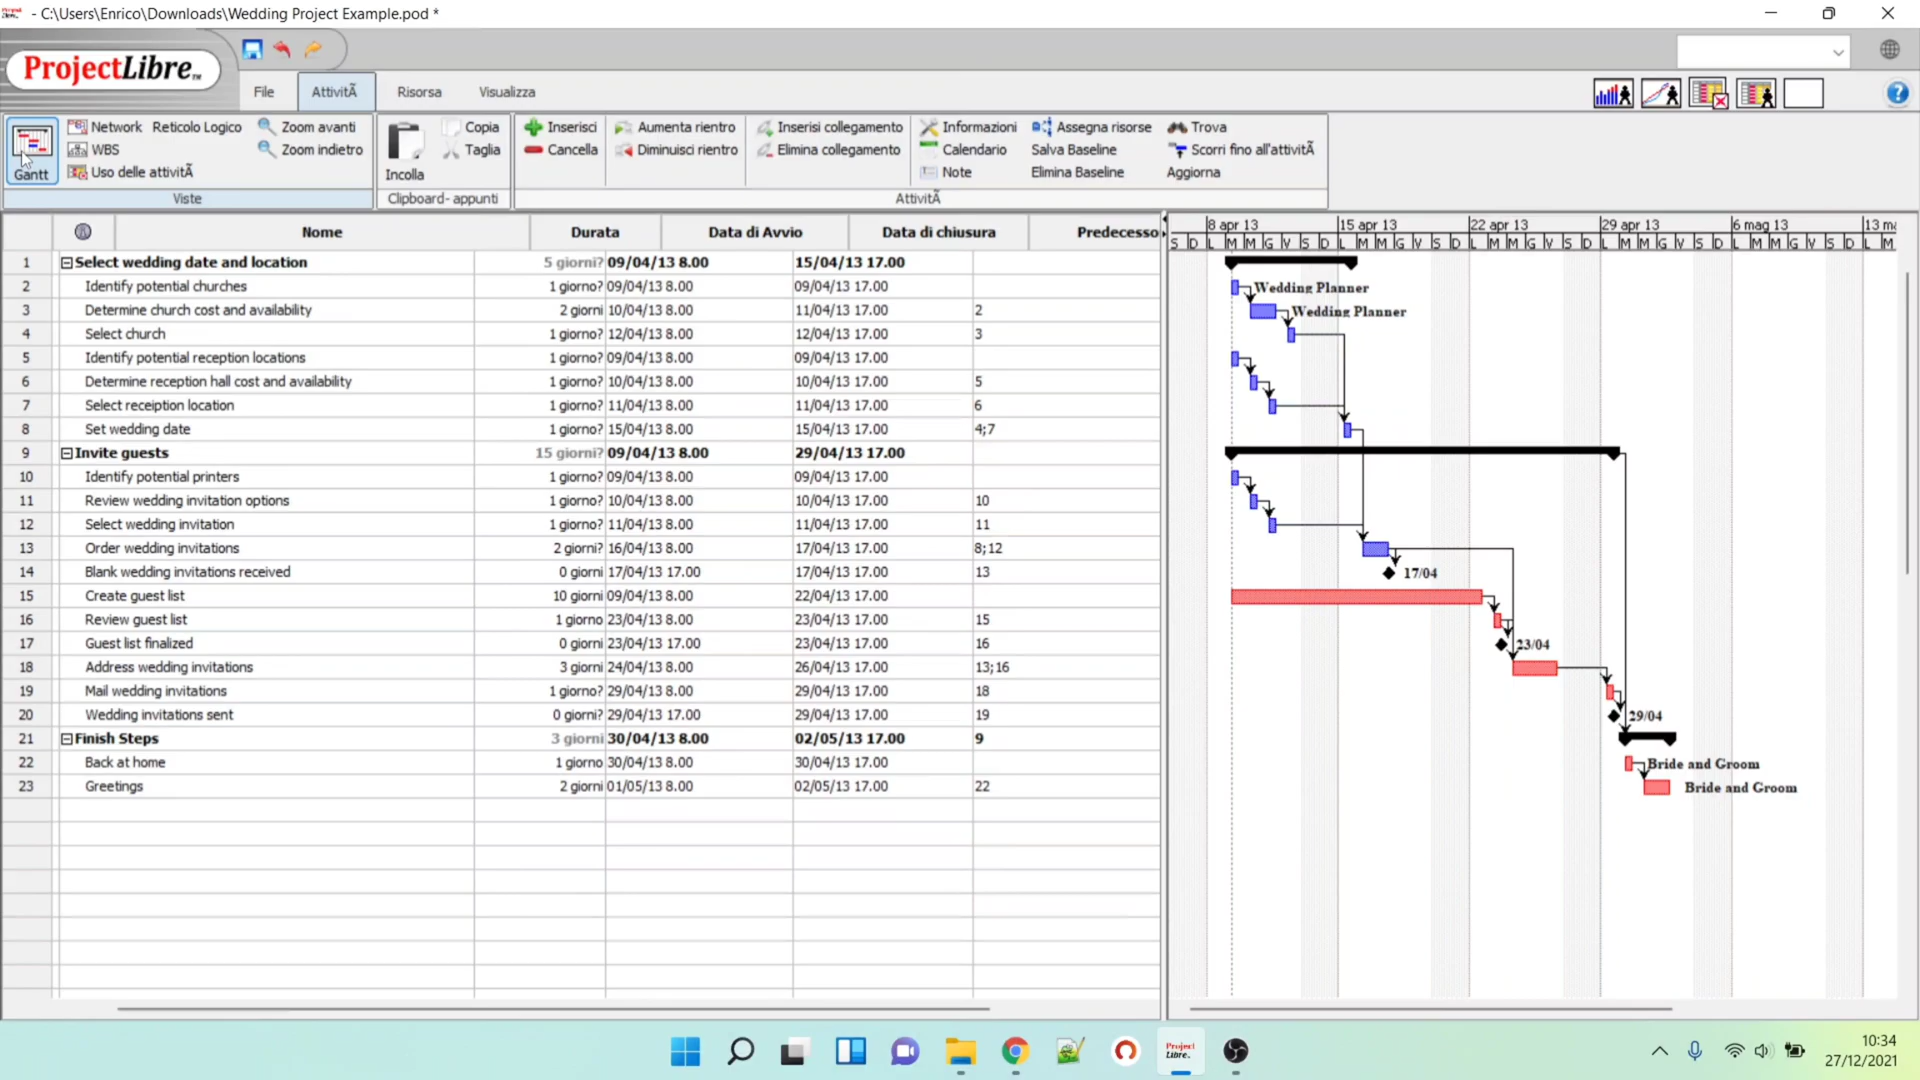 - C:\Users\Enrico\Downloads\Wedding Project Example.pod *
ProjectLibre™
File Attività Risorsa Visualizza
Gantt
Network Reticolo Logico
WBS
Uso delle attivitÃ
Zoom avanti
Zoom indietro
Viste
Incolla
Copia
Taglia
Clipboard- appunti
Inserisci
Cancella
Aumenta rientro
Diminuisci rientro
Inserisi collegamento
Elimina collegamento
Informazioni
Calendario
Note
Assegna risorse
Salva Baseline
Elimina Baseline
Trova
Scorri fino all'attivitÃ
Aggiorna
AttivitÃ
Nome Durata Data di Avvio Data di chiusura Predecesso
1 Select wedding date and location 5 giorni? 09/04/13 8.00 15/04/13 17.00
2 Identify potential churches 1 giorno? 09/04/13 8.00 09/04/13 17.00
3 Determine church cost and availability 2 giorni 10/04/13 8.00 11/04/13 17.00 2
4 Select church 1 giorno? 12/04/13 8.00 12/04/13 17.00 3
5 Identify potential reception locations 1 giorno? 09/04/13 8.00 09/04/13 17.00
6 Determine reception hall cost and availability 1 giorno? 10/04/13 8.00 10/04/13 17.00 5
7 Select receiption location 1 giorno? 11/04/13 8.00 11/04/13 17.00 6
8 Set wedding date 1 giorno? 15/04/13 8.00 15/04/13 17.00 4;7
9 Invite guests 15 giorni? 09/04/13 8.00 29/04/13 17.00
10 Identify potential printers 1 giorno? 09/04/13 8.00 09/04/13 17.00
11 Review wedding invitation options 1 giorno? 10/04/13 8.00 10/04/13 17.00 10
12 Select wedding invitation 1 giorno? 11/04/13 8.00 11/04/13 17.00 11
13 Order wedding invitations 2 giorni? 16/04/13 8.00 17/04/13 17.00 8;12
14 Blank wedding invitations received 0 giorni 17/04/13 17.00 17/04/13 17.00 13
15 Create guest list 10 giorni 09/04/13 8.00 22/04/13 17.00
16 Review guest list 1 giorno 23/04/13 8.00 23/04/13 17.00 15
17 Guest list finalized 0 giorni 23/04/13 17.00 23/04/13 17.00 16
18 Address wedding invitations 3 giorni 24/04/13 8.00 26/04/13 17.00 13;16
19 Mail wedding invitations 1 giorno? 29/04/13 8.00 29/04/13 17.00 18
20 Wedding invitations sent 0 giorni? 29/04/13 17.00 29/04/13 17.00 19
21 Finish Steps 3 giorni 30/04/13 8.00 02/05/13 17.00 9
22 Back at home 1 giorno 30/04/13 8.00 30/04/13 17.00
23 Greetings 2 giorni 01/05/13 8.00 02/05/13 17.00 22
8 apr 13 15 apr 13 22 apr 13 29 apr 13 6 mag 13 13 ma
S D L M M G V S D L M M G V S D L M M G V S D L M M G V S D L M M G V S D L M
Wedding Planner
Wedding Planner
17/04
23/04
29/04
Bride and Groom
Bride and Groom
Project
Libre.
10:34
27/12/2021